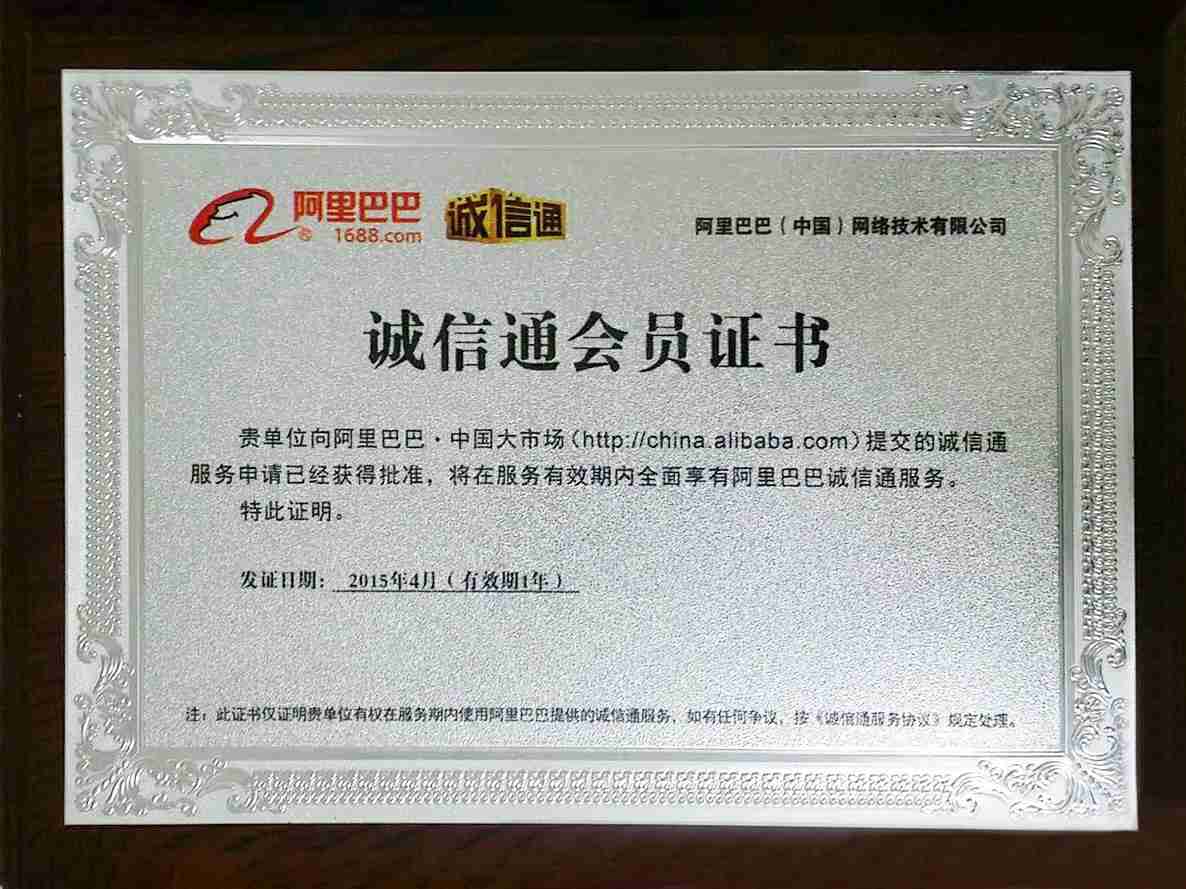 阿里巴巴
1688.com
诚信通
阿里巴巴（中国）网络技术有限公司
诚信通会员证书
贵单位向阿里巴巴·中国大市场（http://china.alibaba.com）提交的诚信通
服务申请已经获得批准，将在服务有效期内全面享有阿里巴巴诚信通服务。
特此证明。
发证日期：2015年4月（有效期1年）
注：此证书仅证明贵单位有权在服务期内使用阿里巴巴提供的诚信通服务，如有任何争议，按《诚信通服务协议》规定处理。